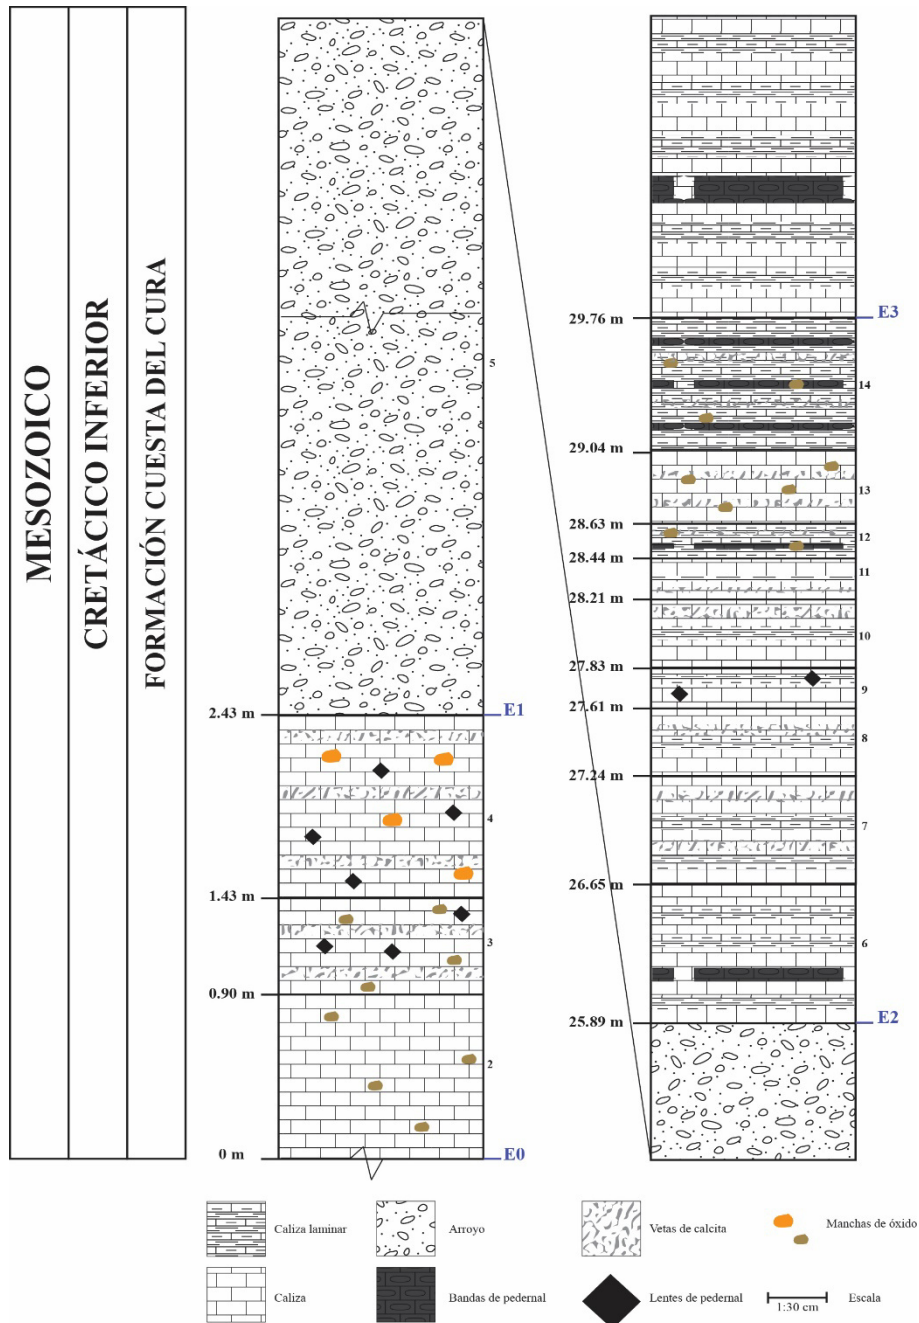 MESOZOICO
CRETÁCICO INFERIOR
FORMACIÓN CUESTA DEL CURA
5
2.43 m
E1
4
1.43 m
3
0.90 m
2
0 m
E0
29.76 m
E3
14
29.04 m
13
28.63 m
12
28.44 m
11
28.21 m
10
27.83 m
9
27.61 m
8
27.24 m
7
26.65 m
6
25.89 m
E2
Caliza laminar
Arroyo
Vetas de calcita
Manchas de óxido
Caliza
Bandas de pedernal
Lentes de pedernal
1:30 cm
Escala